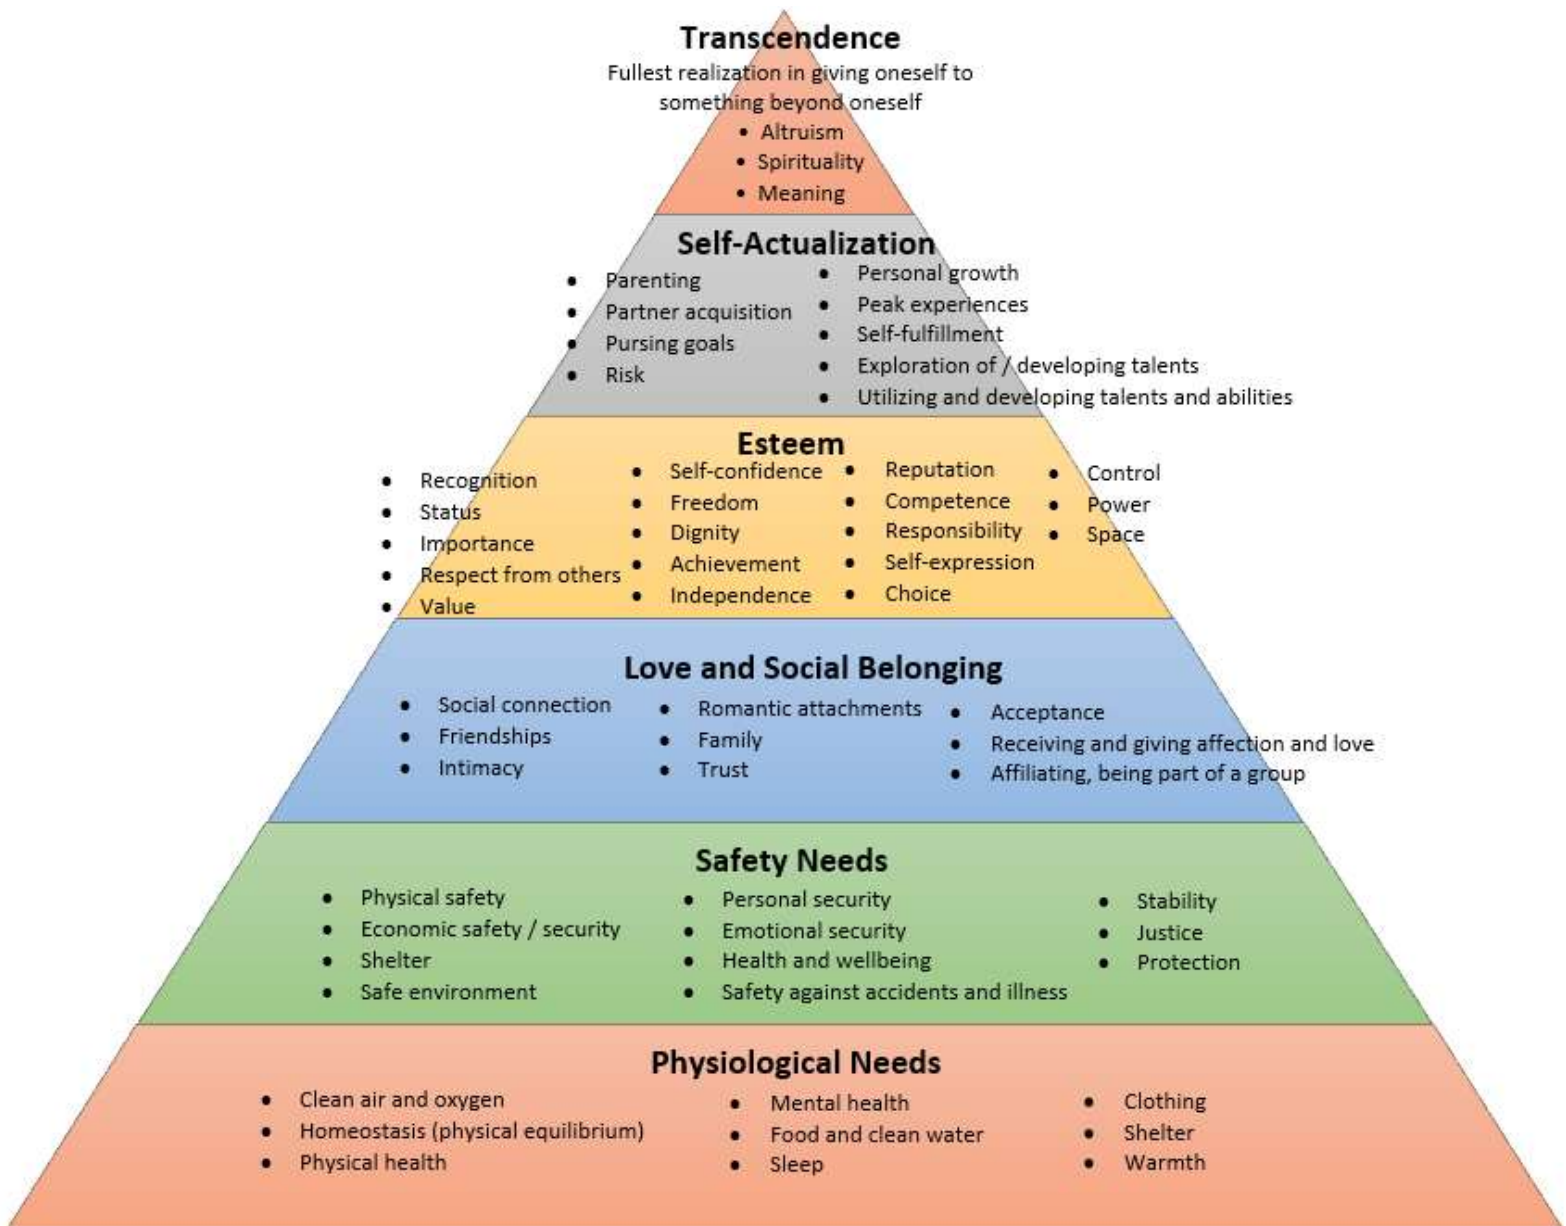 Transcendence
Fullest realization in giving oneself to
something beyond oneself
• Altruism
• Spirituality
• Meaning
Self-Actualization
• Parenting
• Partner acquisition
• Pursing goals
• Risk
• Personal growth
• Peak experiences
• Self-fulfillment
• Exploration of / developing talents
• Utilizing and developing talents and abilities
Esteem
• Recognition
• Status
• Importance
• Respect from others
• Value
• Self-confidence
• Freedom
• Dignity
• Achievement
• Independence
• Reputation
• Competence
• Responsibility
• Self-expression
• Choice
• Control
• Power
• Space
Love and Social Belonging
• Social connection
• Friendships
• Intimacy
• Romantic attachments
• Family
• Trust
• Acceptance
• Receiving and giving affection and love
• Affiliating, being part of a group
Safety Needs
• Physical safety
• Economic safety / security
• Shelter
• Safe environment
• Personal security
• Emotional security
• Health and wellbeing
• Safety against accidents and illness
• Stability
• Justice
• Protection
Physiological Needs
• Clean air and oxygen
• Homeostasis (physical equilibrium)
• Physical health
• Mental health
• Food and clean water
• Sleep
• Clothing
• Shelter
• Warmth